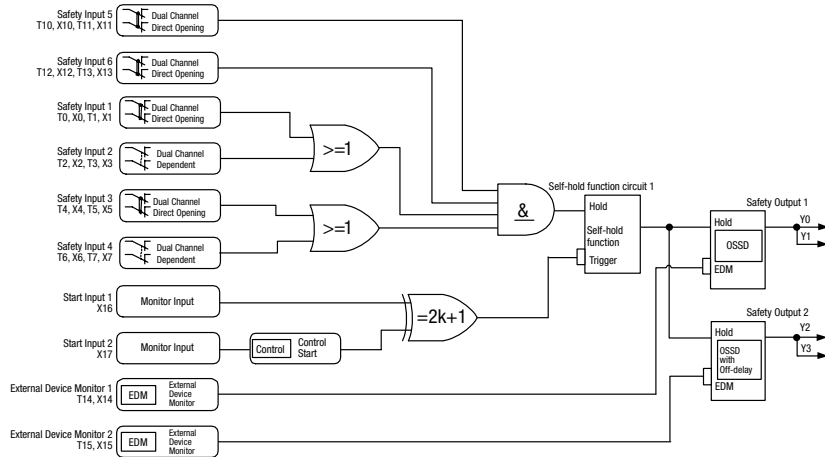 Safety Input 5
T10, X10, T11, X11
Dual Channel
Direct Opening
Safety Input 6
T12, X12, T13, X13
Dual Channel
Direct Opening
Safety Input 1
T0, X0, T1, X1
Dual Channel
Direct Opening
Safety Input 2
T2, X2, T3, X3
Dual Channel
Dependent
Safety Input 3
T4, X4, T5, X5
Dual Channel
Direct Opening
Safety Input 4
T6, X6, T7, X7
Dual Channel
Dependent
Start Input 1
X16
Monitor Input
Start Input 2
X17
Monitor Input
Control
Control
Start
External Device Monitor 1
T14, X14
EDM
External
Device
Monitor
External Device Monitor 2
T15, X15
EDM
External
Device
Monitor
>=1
>=1
=2k+1
&
Self-hold function circuit 1
Hold
Self-hold
function
Trigger
Safety Output 1
Hold
OSSD
EDM
Y0
Y1
Safety Output 2
Hold
OSSD
with
Off-delay
EDM
Y2
Y3